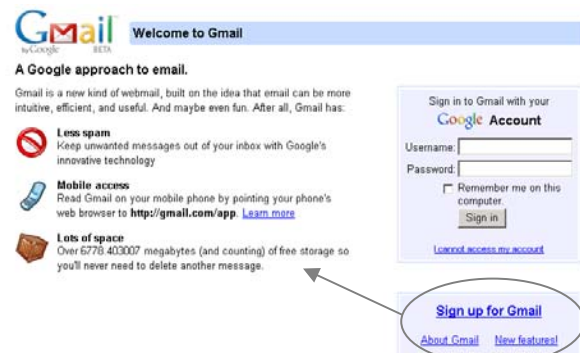 Gmail
by Google BETA
Welcome to Gmail
A Google approach to email.
Gmail is a new kind of webmail, built on the idea that email can be more
intuitive, efficient, and useful. And maybe even fun. After all, Gmail has:
Less spam
Keep unwanted messages out of your inbox with Google's
innovative technology
Mobile access
Read Gmail on your mobile phone by pointing your phone's
web browser to http://gmail.com/app. Learn more
Lots of space
Over 6778.403007 megabytes (and counting) of free storage so
you'll never need to delete another message.
Sign in to Gmail with your
Google Account
Username:
Password:
Remember me on this
computer.
Sign in
I cannot access my account
Sign up for Gmail
About Gmail New features!